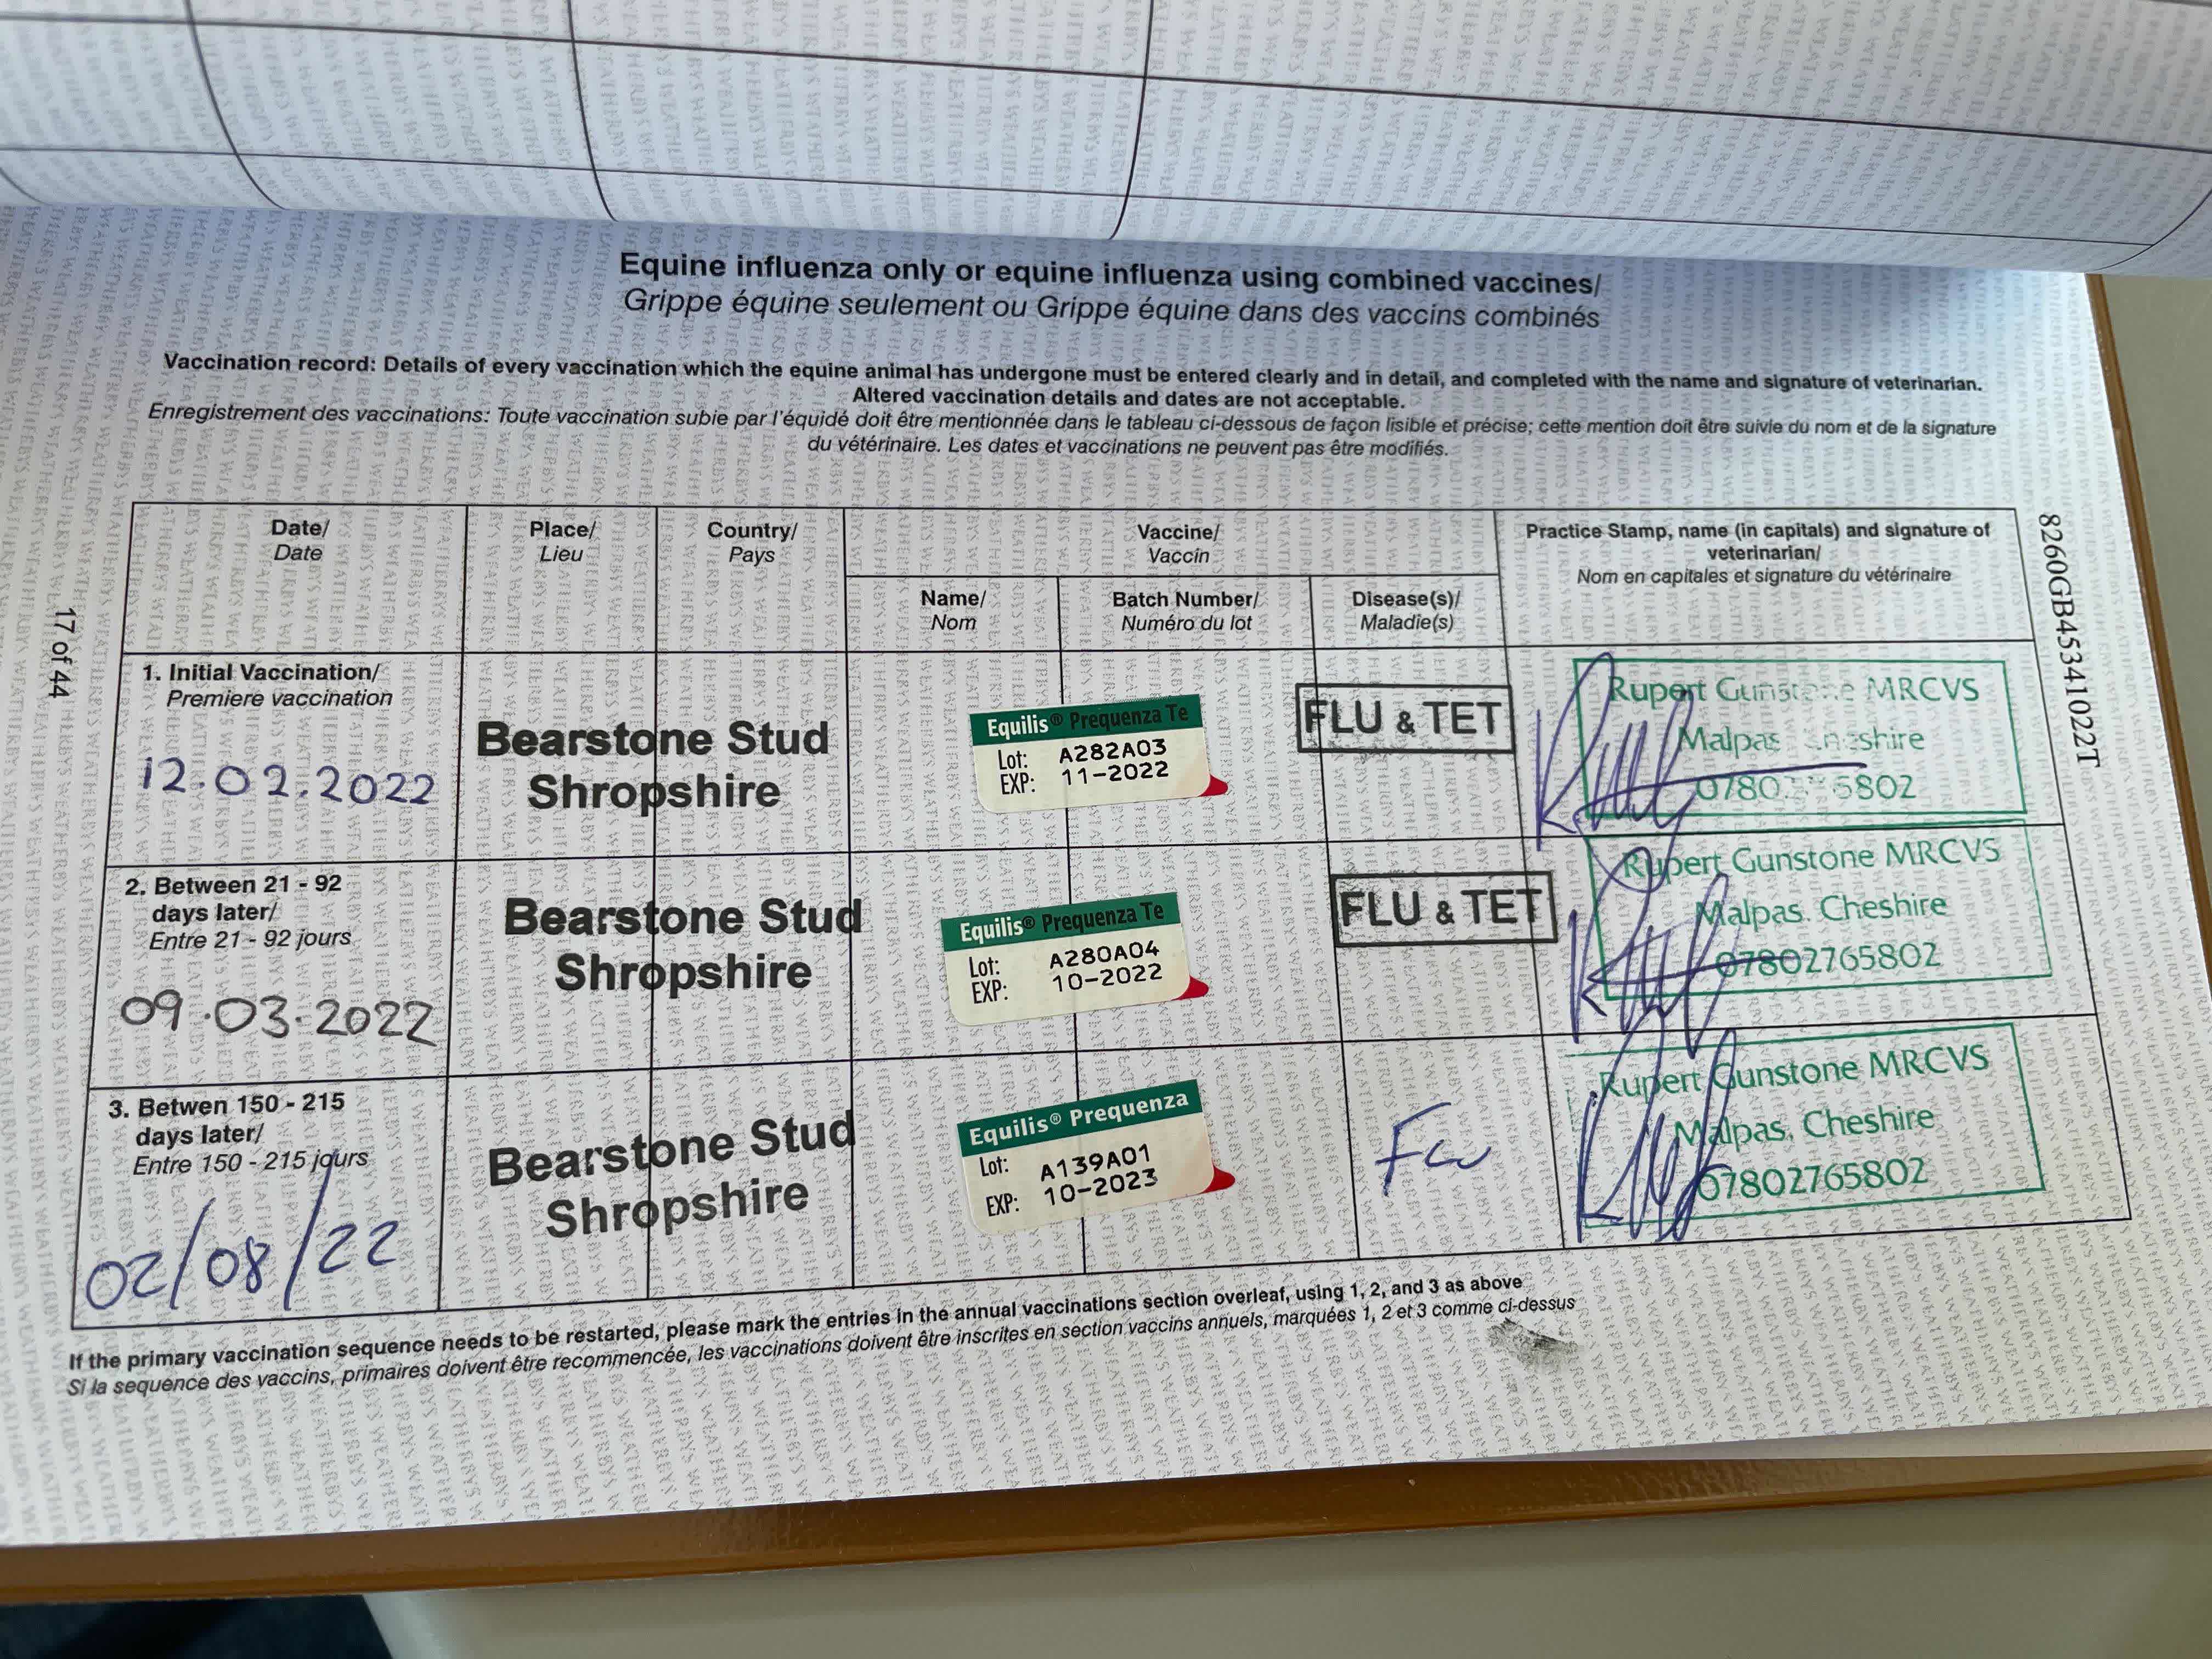 Equine influenza only or equine influenza using combined vaccines/
Grippe équine seulement ou Grippe équine dans des vaccins combinés
Vaccination record: Details of every vaccination which the equine animal has undergone must be entered clearly and in detail, and completed with the name and signature of veterinarian.
Altered vaccination details and dates are not acceptable.
Enregistrement des vaccinations: Toute vaccination subie par l'équidé doit être mentionnée dans le tableau ci-dessous de façon lisible et précise; cette mention doit être suivie du nom et de la signature
du vétérinaire. Les dates et vaccinations ne peuvent pas être modifiés.
Date/
Date
Place/
Lieu
Country/
Pays
Vaccine/
Vaccin
Name/
Nom
Batch Number/
Numéro du lot
Disease(s)/
Maladie(s)
Practice Stamp, name (in capitals) and signature of
veterinarian/
Nom en capitales et signature du vétérinaire
1. Initial Vaccination/
Premiere vaccination
12.02.2022
Bearstone Stud
Shropshire
Equilis® Prequenza Te
Lot: A282A03
EXP: 11-2022
FLU & TET
Rupert Gunstone MRCVS
Malpas Cheshire
2. Between 21 - 92
days later/
Entre 21 - 92 jours
09.03.2022
Bearstone Stud
Shropshire
Equilis® Prequenza Te
Lot: A280A04
EXP: 10-2022
FLU & TET
Rupert Gunstone MRCVS
Malpas. Cheshire
07802765802
3. Betwen 150 - 215
days later/
Entre 150 - 215 jours
02/08/22
Bearstone Stud
Shropshire
Equilis® Prequenza
Lot: A139A01
EXP: 10-2023
Flu
Rupert Gunstone MRCVS
Malpas. Cheshire
07802765802
If the primary vaccination sequence needs to be restarted, please mark the entries in the annual vaccinations section overleaf, using 1, 2, and 3 as above
Si la sequence des vaccins, primaires doivent être recommencée, les vaccinations doivent être inscrites en section vaccins annuels, marquées 1, 2 et 3 comme ci-dessus
17 of 44
8260GB45341022T
WEATHERBYS